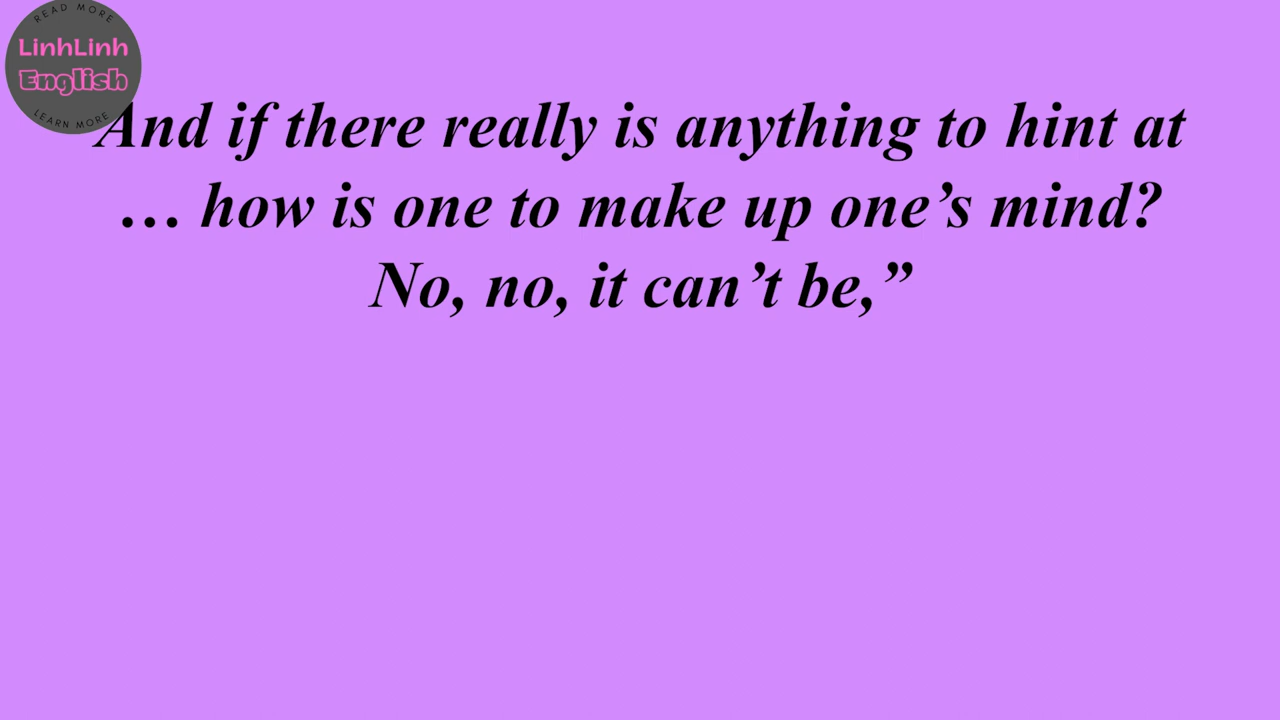 READ MORE
LinhLinh
English
LEARN MORE
And if there really is anything to hint at
… how is one to make up one’s mind?
No, no, it can’t be,”